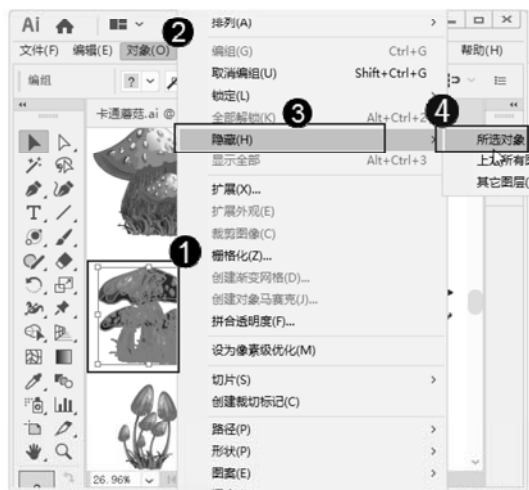 Ai
文件(F) 编辑(E) 对象(O) 帮助(H)
编组
卡通蘑菇.ai @
排列(A)
编组(G) Ctrl+G
取消编组(U) Shift+Ctrl+G
锁定(L)
全部解锁(K) Alt+Ctrl+2
隐藏(H)
显示全部 Alt+Ctrl+3
扩展(X)...
扩展外观(E)
裁剪图像(C)
栅格化(Z)...
创建渐变网格(D)...
创建对象马赛克(J)...
拼合透明度(F)...
设为像素级优化(M)
切片(S)
创建裁切标记(C)
路径(P)
形状(P)
图案(E)
所选对象
其它图层(
26.96%
1
2
3
4